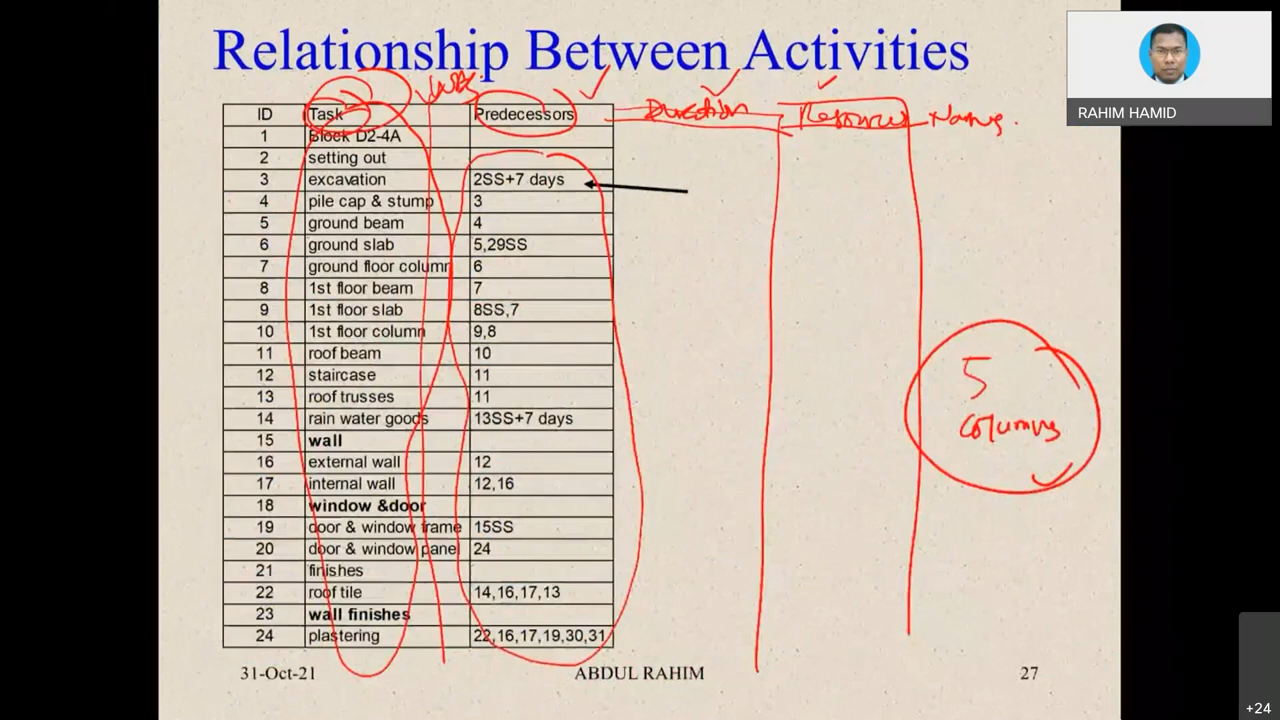 Relationship Between Activities
RAHIM HAMID
WBS
Duration
Resource Names.
ID Task Predecessors
1 Block D2-4A
2 setting out
3 excavation 2SS+7 days
4 pile cap & stump 3
5 ground beam 4
6 ground slab 5,29SS
7 ground floor column 6
8 1st floor beam 7
9 1st floor slab 8SS,7
10 1st floor column 9,8
11 roof beam 10
12 staircase 11
13 roof trusses 11
14 rain water goods 13SS+7 days
15 wall
16 external wall 12
17 internal wall 12,16
18 window &door
19 door & window frame 15SS
20 door & window panel 24
21 finishes
22 roof tile 14,16,17,13
23 wall finishes
24 plastering 22,16,17,19,30,31
5
columns
31-Oct-21 ABDUL RAHIM 27
+24